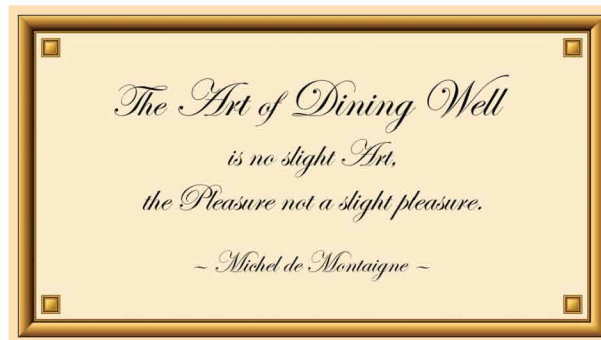 The Art of Dining Well
is no slight Art,
the Pleasure not a slight pleasure.
~ Michel de Montaigne ~